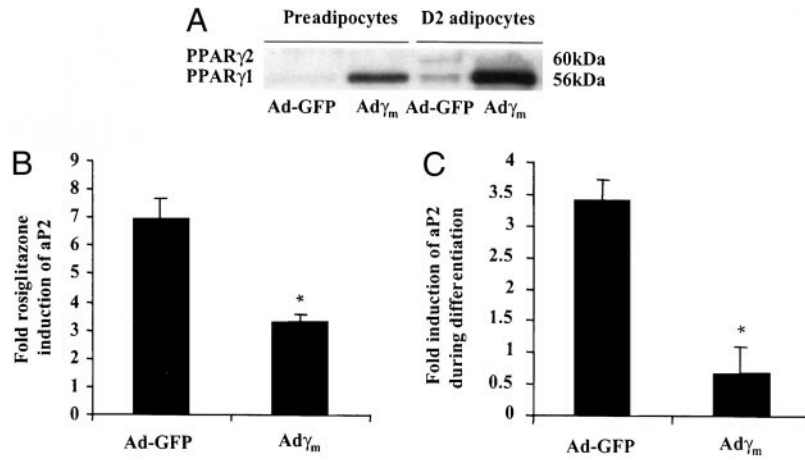 A
Preadipocytes D2 adipocytes
PPARγ2 60kDa
PPARγ1 56kDa
Ad-GFP Adγm Ad-GFP Adγm
B
Fold rosiglitazone
induction of aP2
9
8
7
6
5
4
3
2
1
0
*
Ad-GFP Adγm
C
Fold induction of aP2
during differentiation
4
3.5
3
2.5
2
1.5
1
0.5
0
*
Ad-GFP Adγm